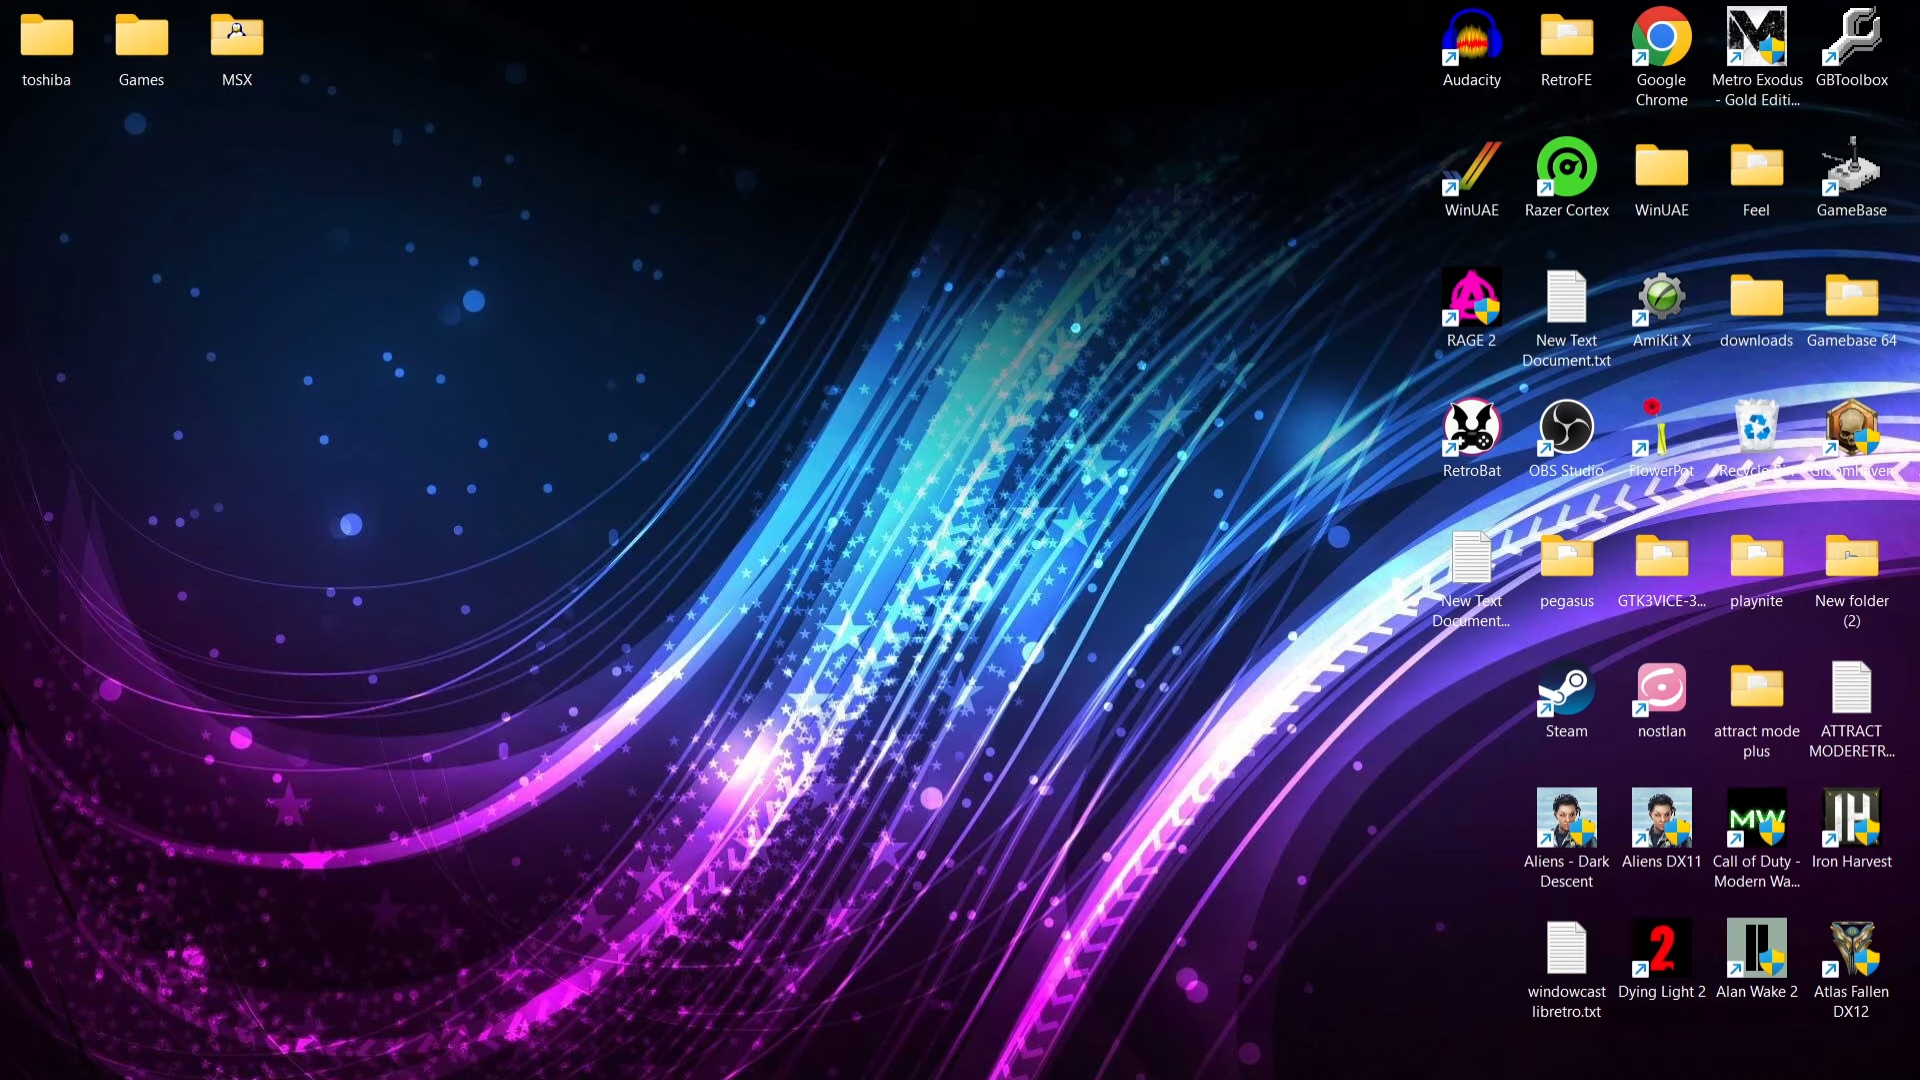 toshiba
Games
MSX
Audacity
RetroFE
Google
Chrome
Metro Exodus
- Gold Editi...
GBToolbox
WinUAE
Razer Cortex
WinUAE
Feel
GameBase
RAGE 2
New Text
Document.txt
AmiKit X
downloads
Gamebase 64
RetroBat
OBS Studio
FlowerPot
Recycle Bin
Gloomhaven
New Text
Document...
pegasus
GTK3VICE-3...
playnite
New folder
(2)
Steam
nostlan
attract mode
plus
ATTRACT
MODERETR...
Aliens - Dark
Descent
Aliens DX11
MW
Call of Duty -
Modern Wa...
IH
Iron Harvest
windowcast
libretro.txt
2
Dying Light 2
Alan Wake 2
Atlas Fallen
DX12